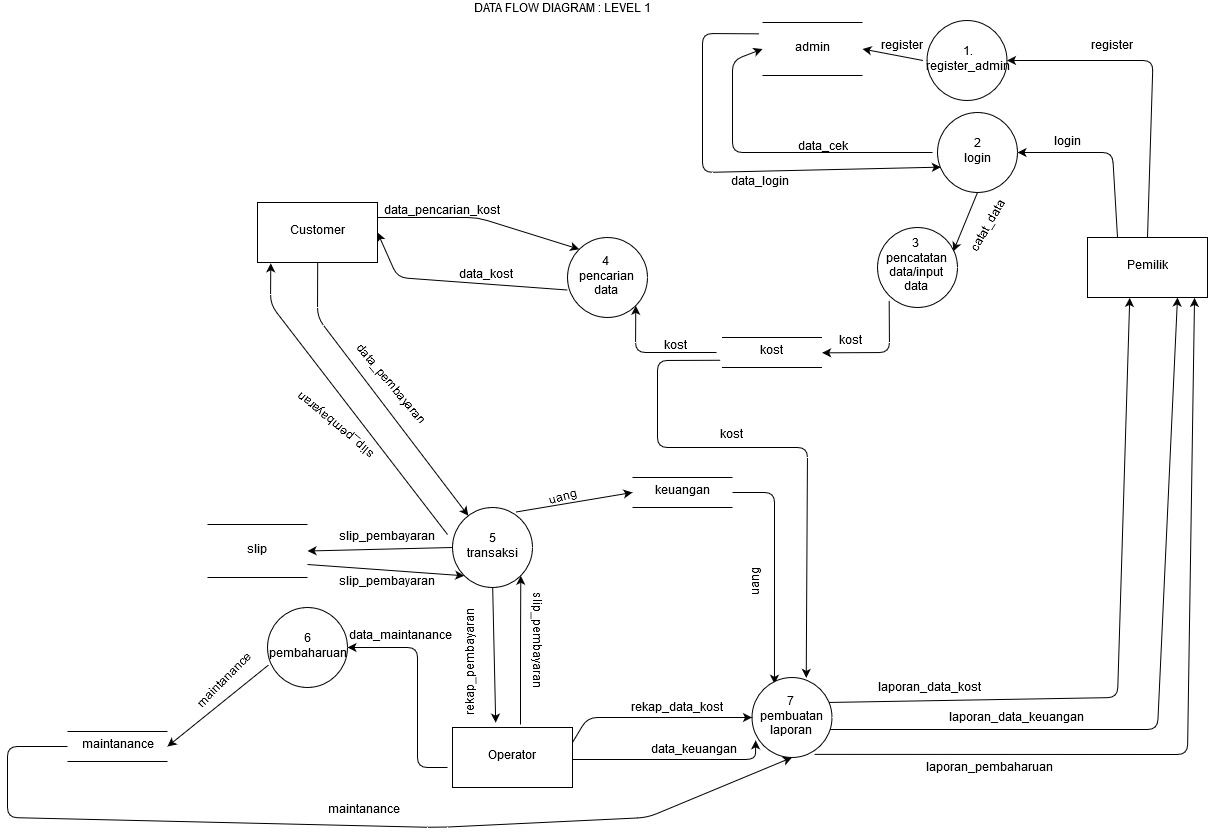 DATA FLOW DIAGRAM : LEVEL 1
admin
register
1.
register_admin
register
data_cek
data_login
2
login
login
catat_data
Customer
data_pencarian_kost
data_kost
4
pencarian
data
3
pencatatan
data/input
data
Pemilik
kost
kost
kost
kost
data_pembayaran
slip_pembayaran
uang
keuangan
slip
slip_pembayaran
slip_pembayaran
5
transaksi
uang
6
pembaharuan
data_maintanance
rekap_pembayaran
slip_pembayaran
maintanance
maintanance
Operator
rekap_data_kost
data_keuangan
7
pembuatan
laporan
laporan_data_kost
laporan_data_keuangan
laporan_pembaharuan
maintanance